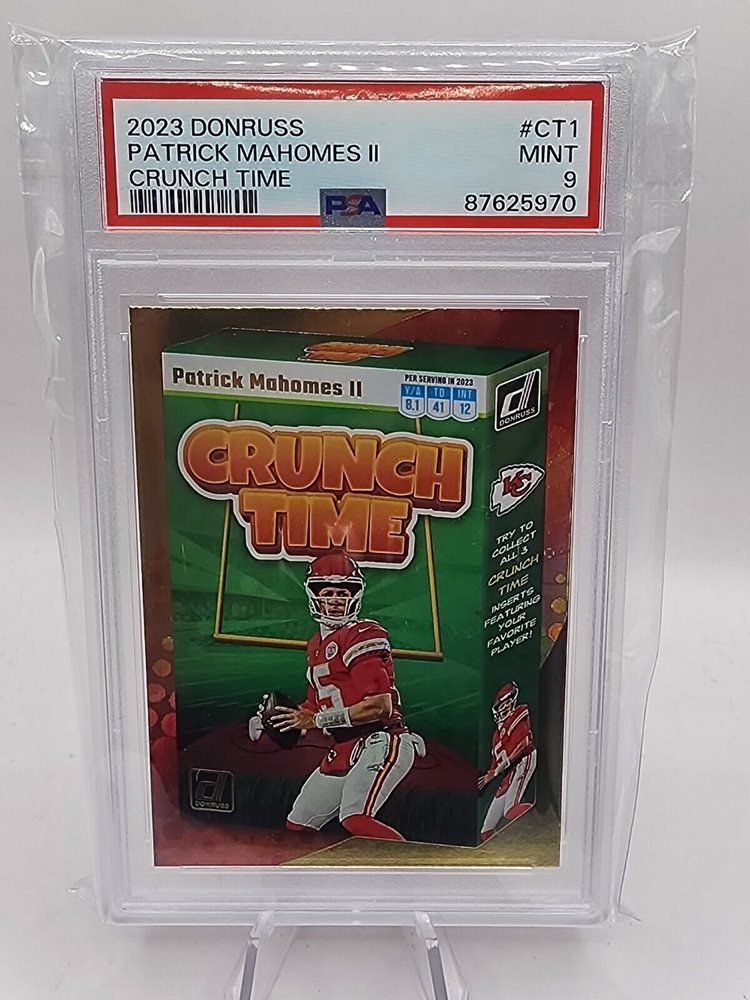 2023 DONRUSS #CT1
PATRICK MAHOMES II MINT
CRUNCH TIME 9
PSA 87625970
Patrick Mahomes II
PER SERVING IN 2023
Y/A TD INT
8.1 41 12
DONRUSS
CRUNCH
TIME
KC
TRY TO
COLLECT
ALL 3
CRUNCH
TIME
INSERTS
FEATURING
YOUR
FAVORITE
PLAYER!
5
DONRUSS